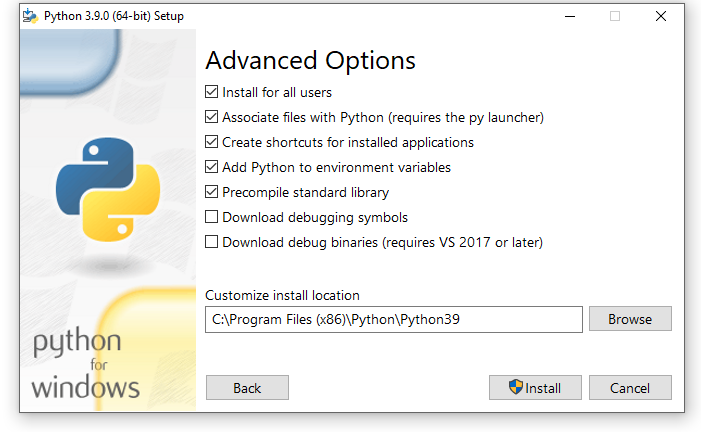 Python 3.9.0 (64-bit) Setup
Advanced Options
Install for all users
Associate files with Python (requires the py launcher)
Create shortcuts for installed applications
Add Python to environment variables
Precompile standard library
Download debugging symbols
Download debug binaries (requires VS 2017 or later)
Customize install location
C:\Program Files (x86)\Python\Python39
Browse
python
for
windows
Back
Install
Cancel